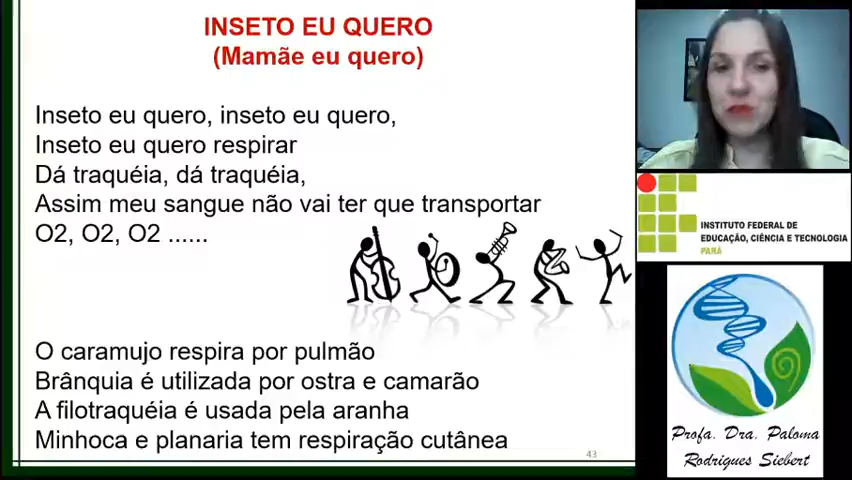 INSETO EU QUERO
(Mamãe eu quero)
Inseto eu quero, inseto eu quero,
Inseto eu quero respirar
Dá traquéia, dá traquéia,
Assim meu sangue não vai ter que transportar
O2, O2, O2 ......
O caramujo respira por pulmão
Brânquia é utilizada por ostra e camarão
A filotraquéia é usada pela aranha
Minhoca e planaria tem respiração cutânea
43
INSTITUTO FEDERAL DE
EDUCAÇÃO, CIÊNCIA E TECNOLOGIA
PARÁ
Profa. Dra. Paloma
Rodrigues Siebert